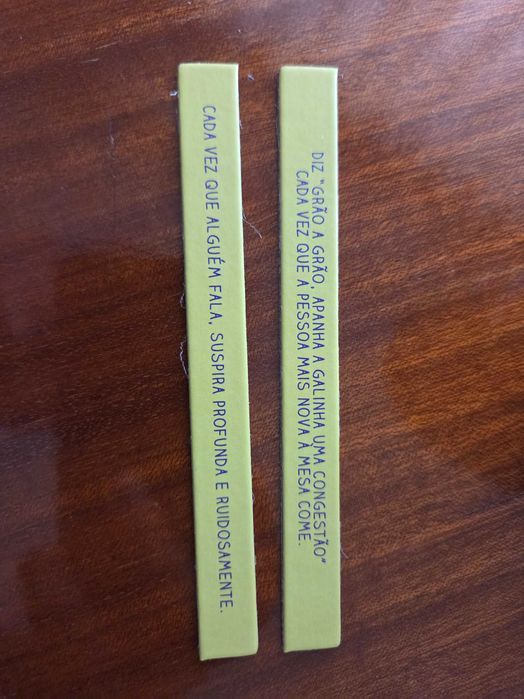 CADA VEZ QUE ALGUÉM FALA, SUSPIRA PROFUNDA E RUIDOSAMENTE.
DIZ "GRÃO A GRÃO, APANHA A GALINHA UMA CONGESTÃO"
CADA VEZ QUE A PESSOA MAIS NOVA À MESA COME.